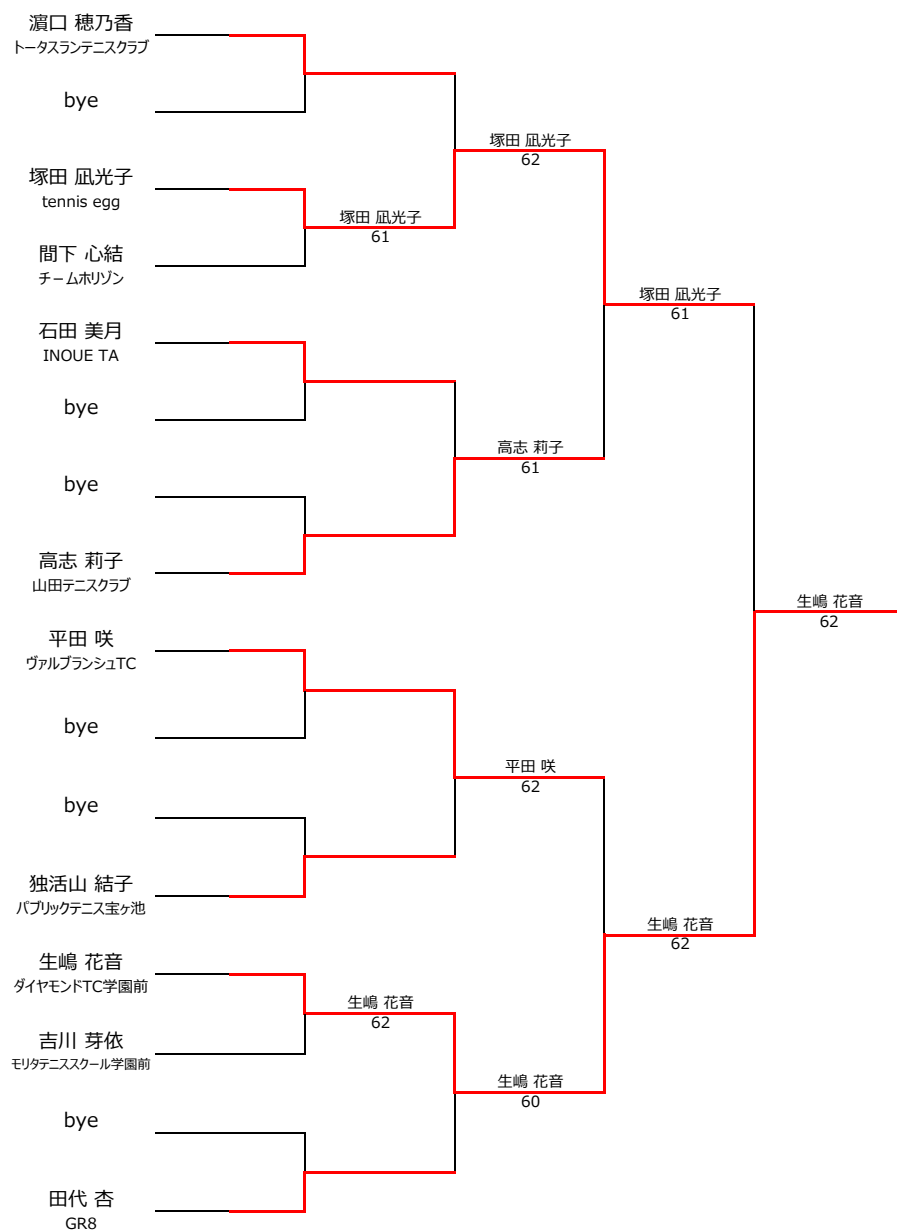 濵口 穂乃香
トータスランテニスクラブ
bye
塚田 凪光子
62
塚田 凪光子
tennis egg
塚田 凪光子
61
間下 心結
チームホリゾン
塚田 凪光子
61
石田 美月
INOUE TA
bye
高志 莉子
61
bye
高志 莉子
山田テニスクラブ
生嶋 花音
62
平田 咲
ヴァルブランシュTC
bye
平田 咲
62
bye
独活山 結子
パブリックテニス宝ヶ池
生嶋 花音
62
生嶋 花音
ダイヤモンドTC学園前
生嶋 花音
62
吉川 芽依
モリタテニススクール学園前
生嶋 花音
60
bye
田代 杏
GR8